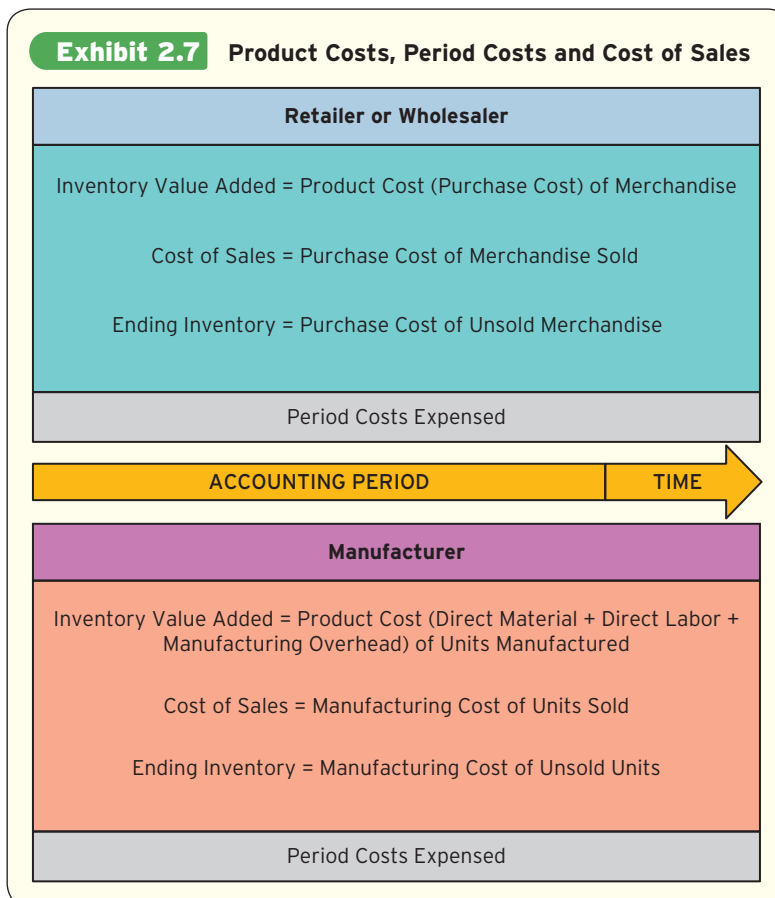 Exhibit 2.7 Product Costs, Period Costs and Cost of Sales
Retailer or Wholesaler
Inventory Value Added = Product Cost (Purchase Cost) of Merchandise
Cost of Sales = Purchase Cost of Merchandise Sold
Ending Inventory = Purchase Cost of Unsold Merchandise
Period Costs Expensed
ACCOUNTING PERIOD TIME
Manufacturer
Inventory Value Added = Product Cost (Direct Material + Direct Labor +
Manufacturing Overhead) of Units Manufactured
Cost of Sales = Manufacturing Cost of Units Sold
Ending Inventory = Manufacturing Cost of Unsold Units
Period Costs Expensed